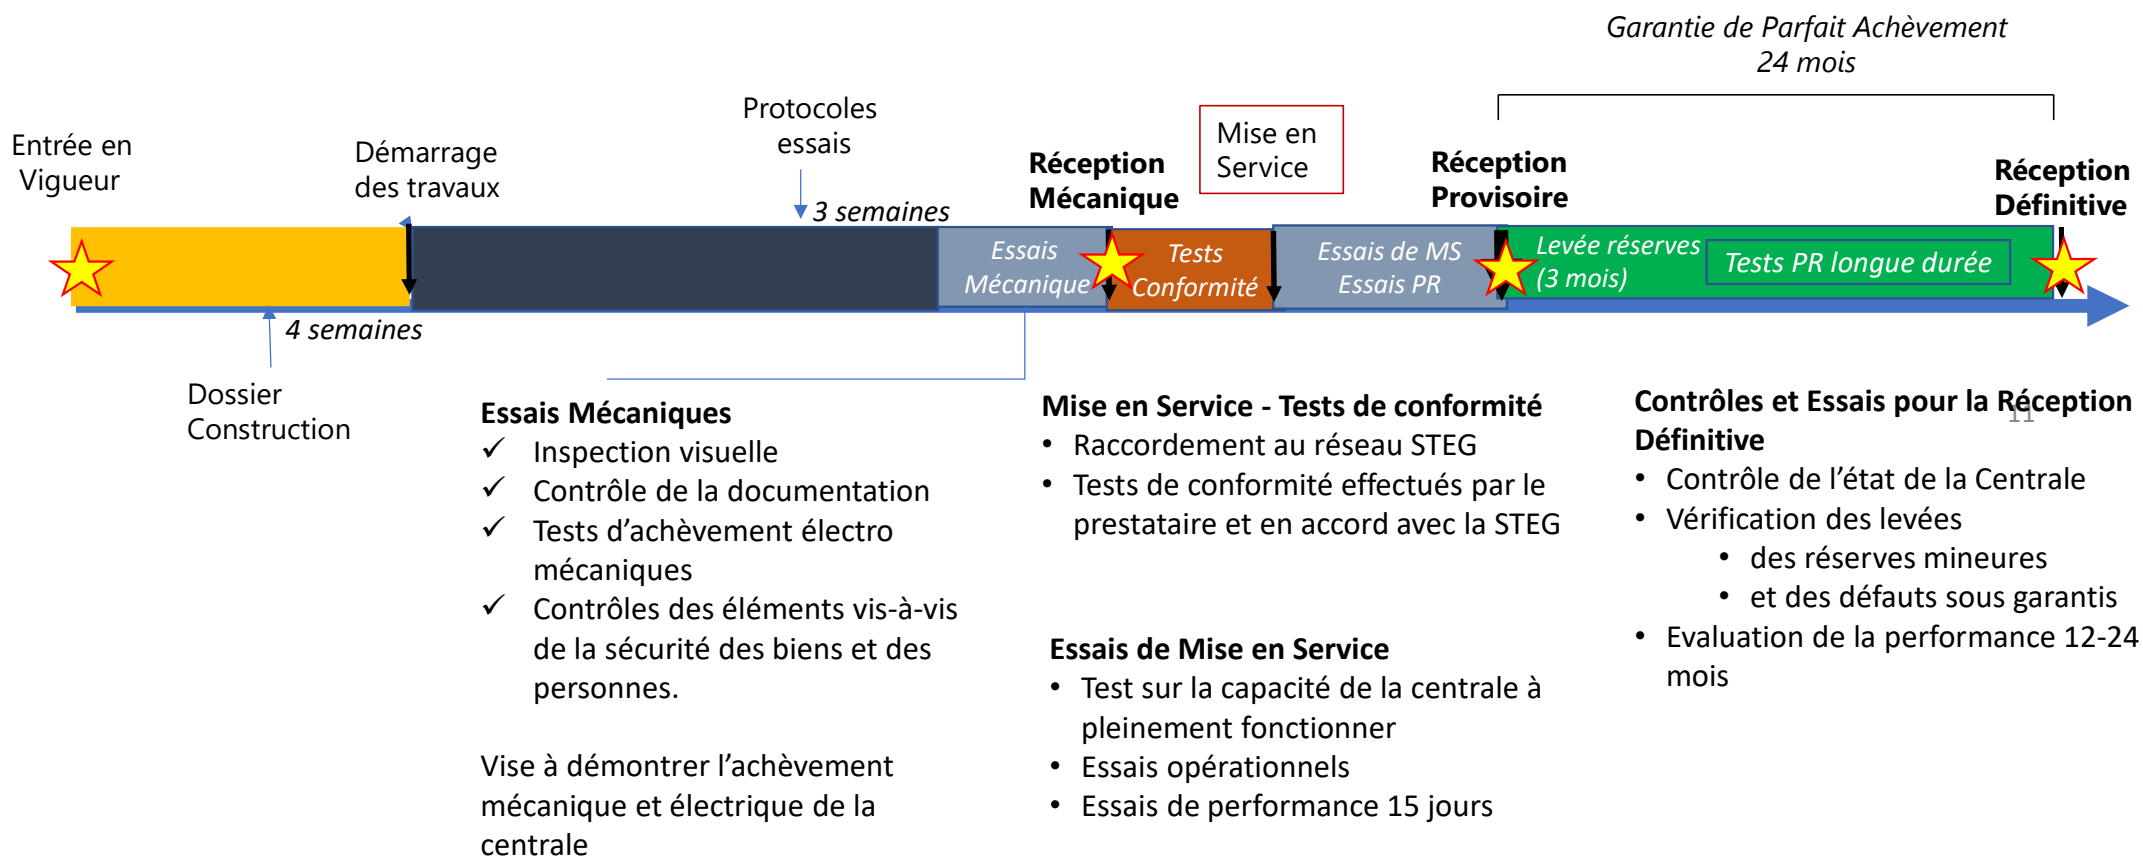 Garantie de Parfait Achèvement
24 mois
Entrée en
Vigueur
Démarrage
des travaux
Protocoles
essais
3 semaines
Réception
Mécanique
Mise en
Service
Réception
Provisoire
Réception
Définitive
Essais
Mécanique
Tests
Conformité
Essais de MS
Essais PR
Levée réserves
(3 mois)
Tests PR longue durée
4 semaines
Dossier
Construction
Essais Mécaniques
✓ Inspection visuelle
✓ Contrôle de la documentation
✓ Tests d’achèvement électro
mécaniques
✓ Contrôles des éléments vis-à-vis
de la sécurité des biens et des
personnes.
Vise à démontrer l’achèvement
mécanique et électrique de la
centrale
Mise en Service - Tests de conformité
• Raccordement au réseau STEG
• Tests de conformité effectués par le
prestataire et en accord avec la STEG
Essais de Mise en Service
• Test sur la capacité de la centrale à
pleinement fonctionner
• Essais opérationnels
• Essais de performance 15 jours
Contrôles et Essais pour la Réception
Définitive
11
• Contrôle de l’état de la Centrale
• Vérification des levées
• des réserves mineures
• et des défauts sous garantis
• Evaluation de la performance 12-24
mois